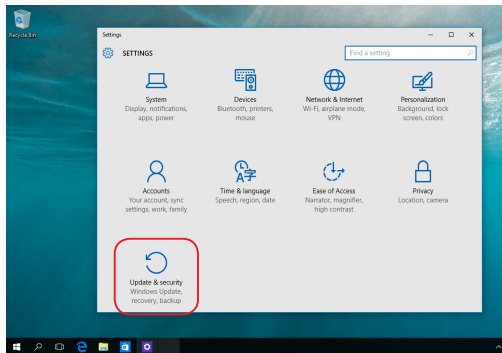 Recycle Bin
Settings
SETTINGS
Find a setting
System
Display, notifications,
apps, power
Devices
Bluetooth, printers,
mouse
Network & Internet
Wi-Fi, airplane mode,
VPN
Personalization
Background, lock
screen, colors
Accounts
Your account, sync
settings, work, family
Time & language
Speech, region, date
Ease of Access
Narrator, magnifier,
high contrast
Privacy
Location, camera
Update & security
Windows Update,
recovery, backup